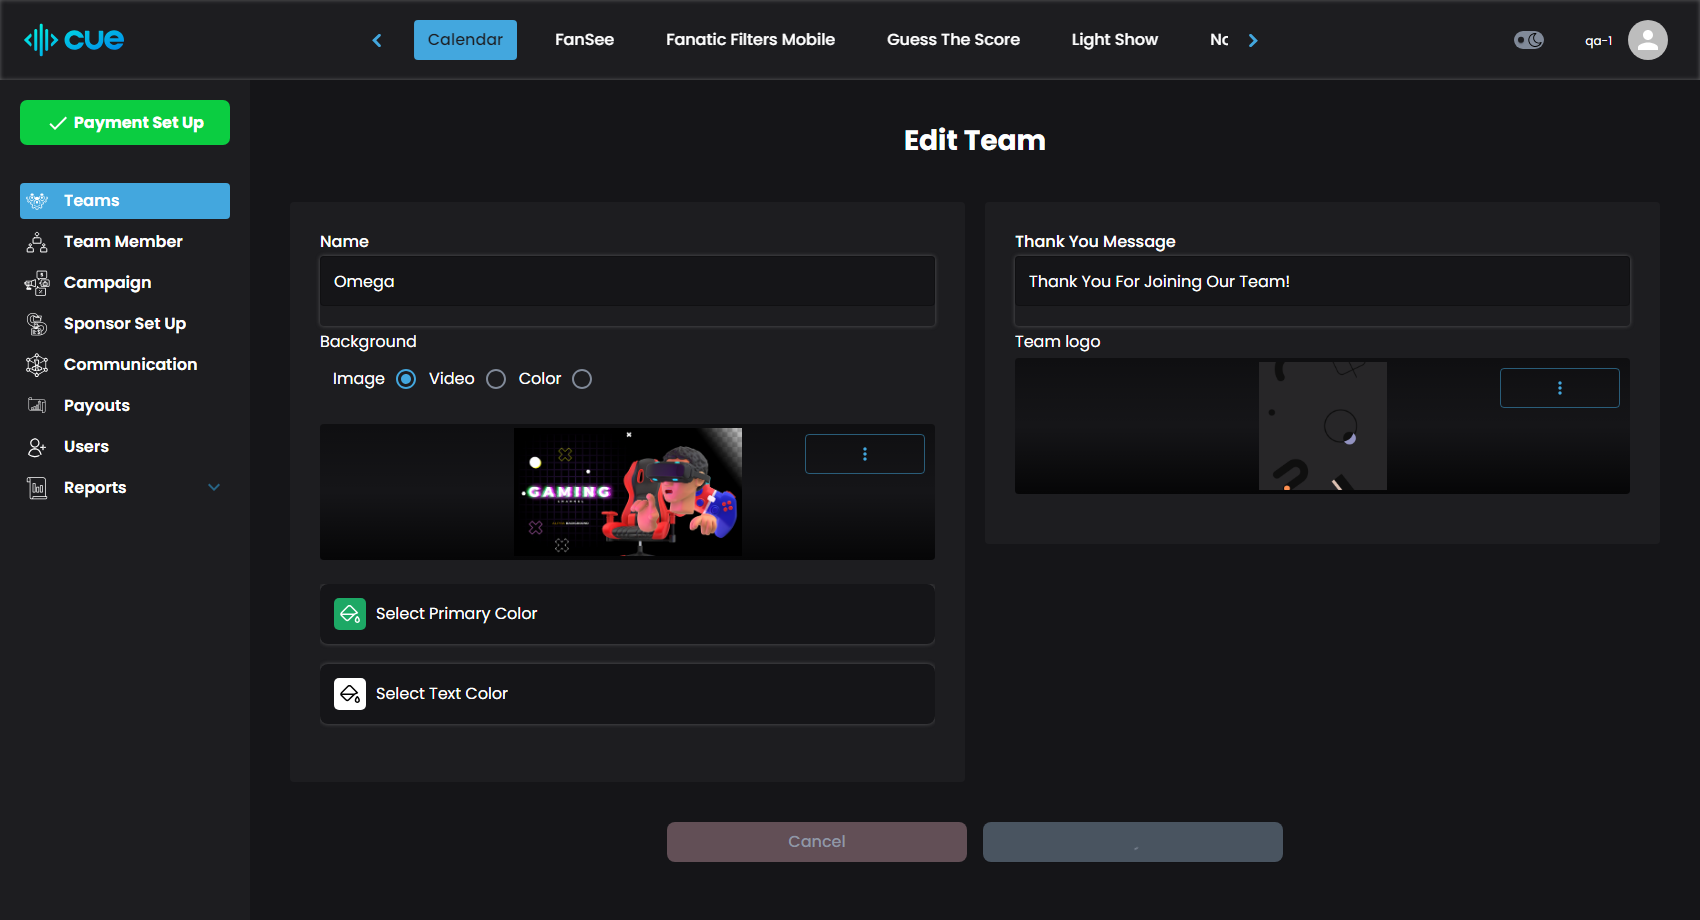 cue
Calendar
FanSee
Fanatic Filters Mobile
Guess The Score
Light Show
qa-1
Payment Set Up
Teams
Team Member
Campaign
Sponsor Set Up
Communication
Payouts
Users
Reports
Edit Team
Name
Omega
Background
Image
Video
Color
GAMING
Select Primary Color
Select Text Color
Thank You Message
Thank You For Joining Our Team!
Team logo
Cancel